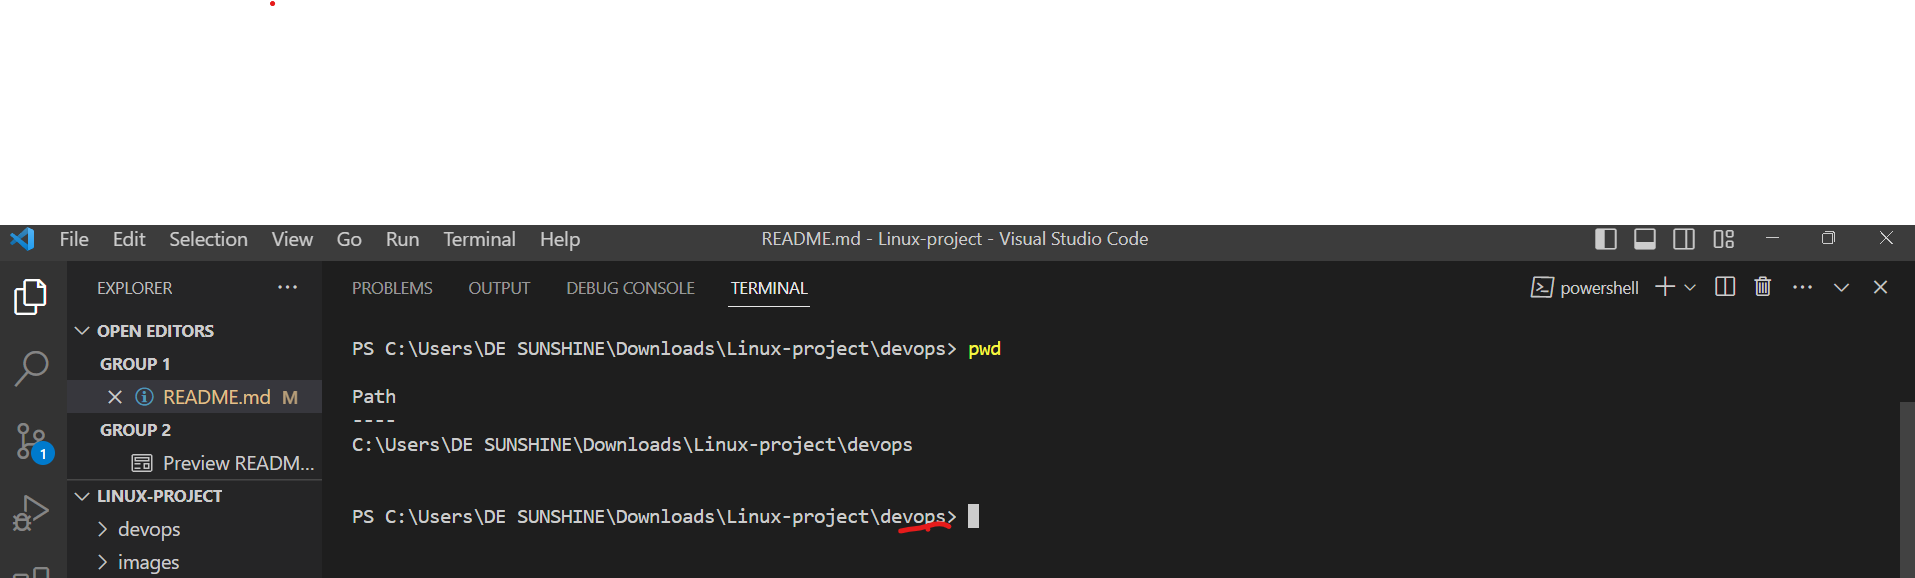 File Edit Selection View Go Run Terminal Help README.md - Linux-project - Visual Studio Code
EXPLORER
PROBLEMS OUTPUT DEBUG CONSOLE TERMINAL
powershell
OPEN EDITORS
GROUP 1
README.md M
GROUP 2
Preview READM...
1
LINUX-PROJECT
devops
images
PS C:\Users\DE SUNSHINE\Downloads\Linux-project\devops> pwd
Path
----
C:\Users\DE SUNSHINE\Downloads\Linux-project\devops
PS C:\Users\DE SUNSHINE\Downloads\Linux-project\devops>